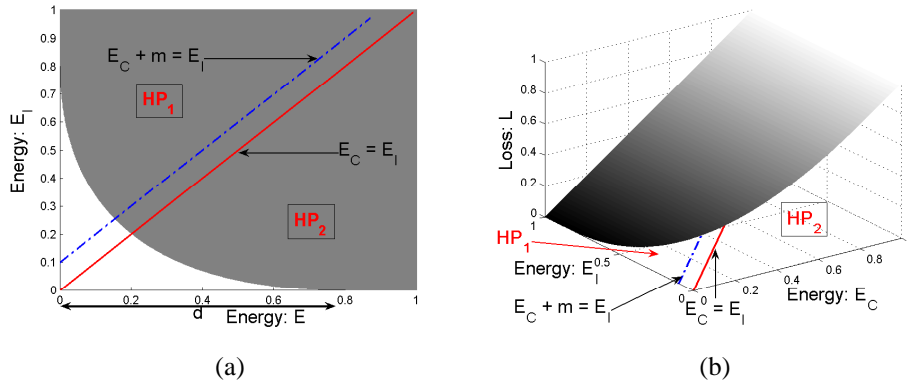 1
0.9
0.8
0.7
0.6
0.5
0.4
0.3
0.2
0.1
0
Energy: E_I
E_C + m = E_I
HP_1
E_C = E_I
HP_2
0 0.2 0.4 0.6 0.8 1
d Energy: E
(a)
1
0.8
0.6
0.4
0.2
0
Loss: L
1
0.5
0
Energy: E_I
HP_1
HP_2
0 0.2 0.4 0.6 0.8
Energy: E_C
E_C + m = E_I
E_C = E_I
(b)